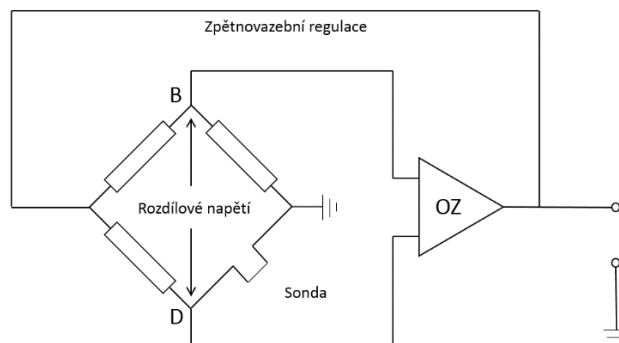 Zpětnovazební regulace
B
Rozdílové napětí
OZ
Sonda
D